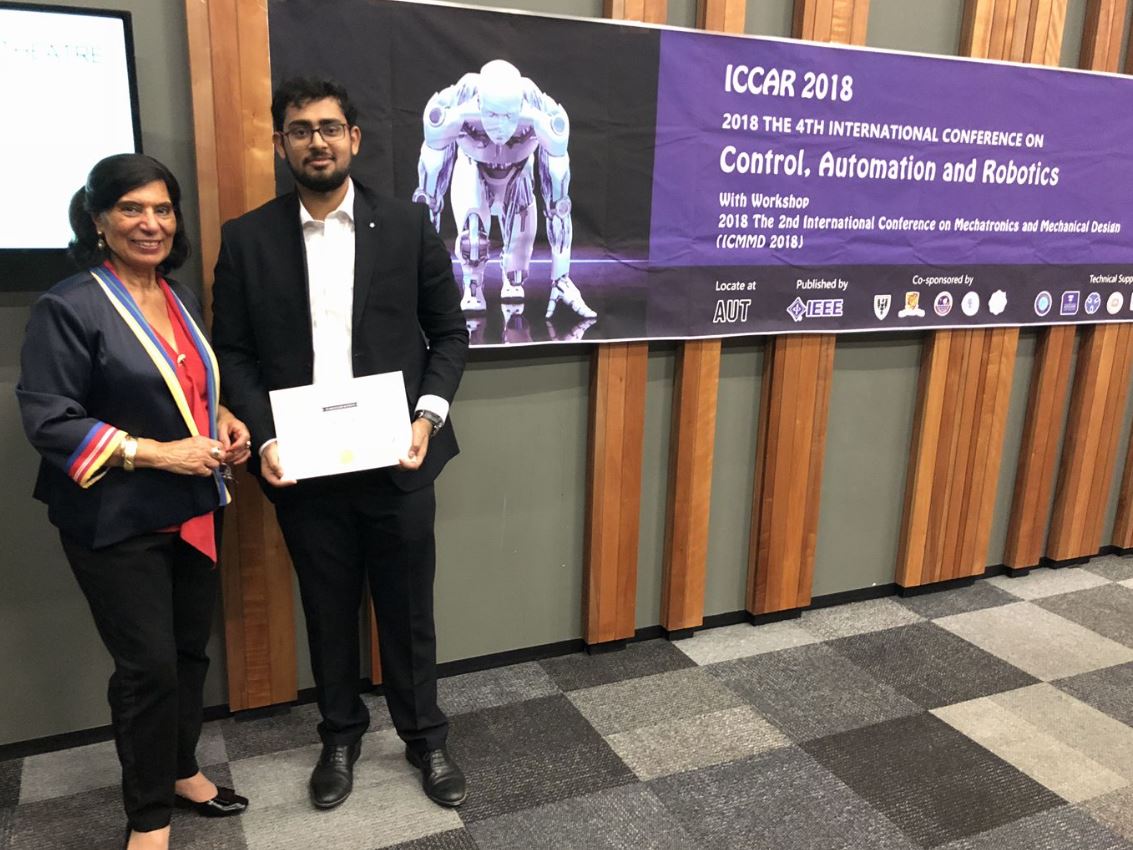 THEATRE
ICCAR 2018
2018 THE 4TH INTERNATIONAL CONFERENCE ON
Control, Automation and Robotics
With Workshop
2018 The 2nd International Conference on Mechatronics and Mechanical Design
(ICMMD 2018)
Locate at
Published by
Co-sponsored by
Technical Supp
AUT
IEEE